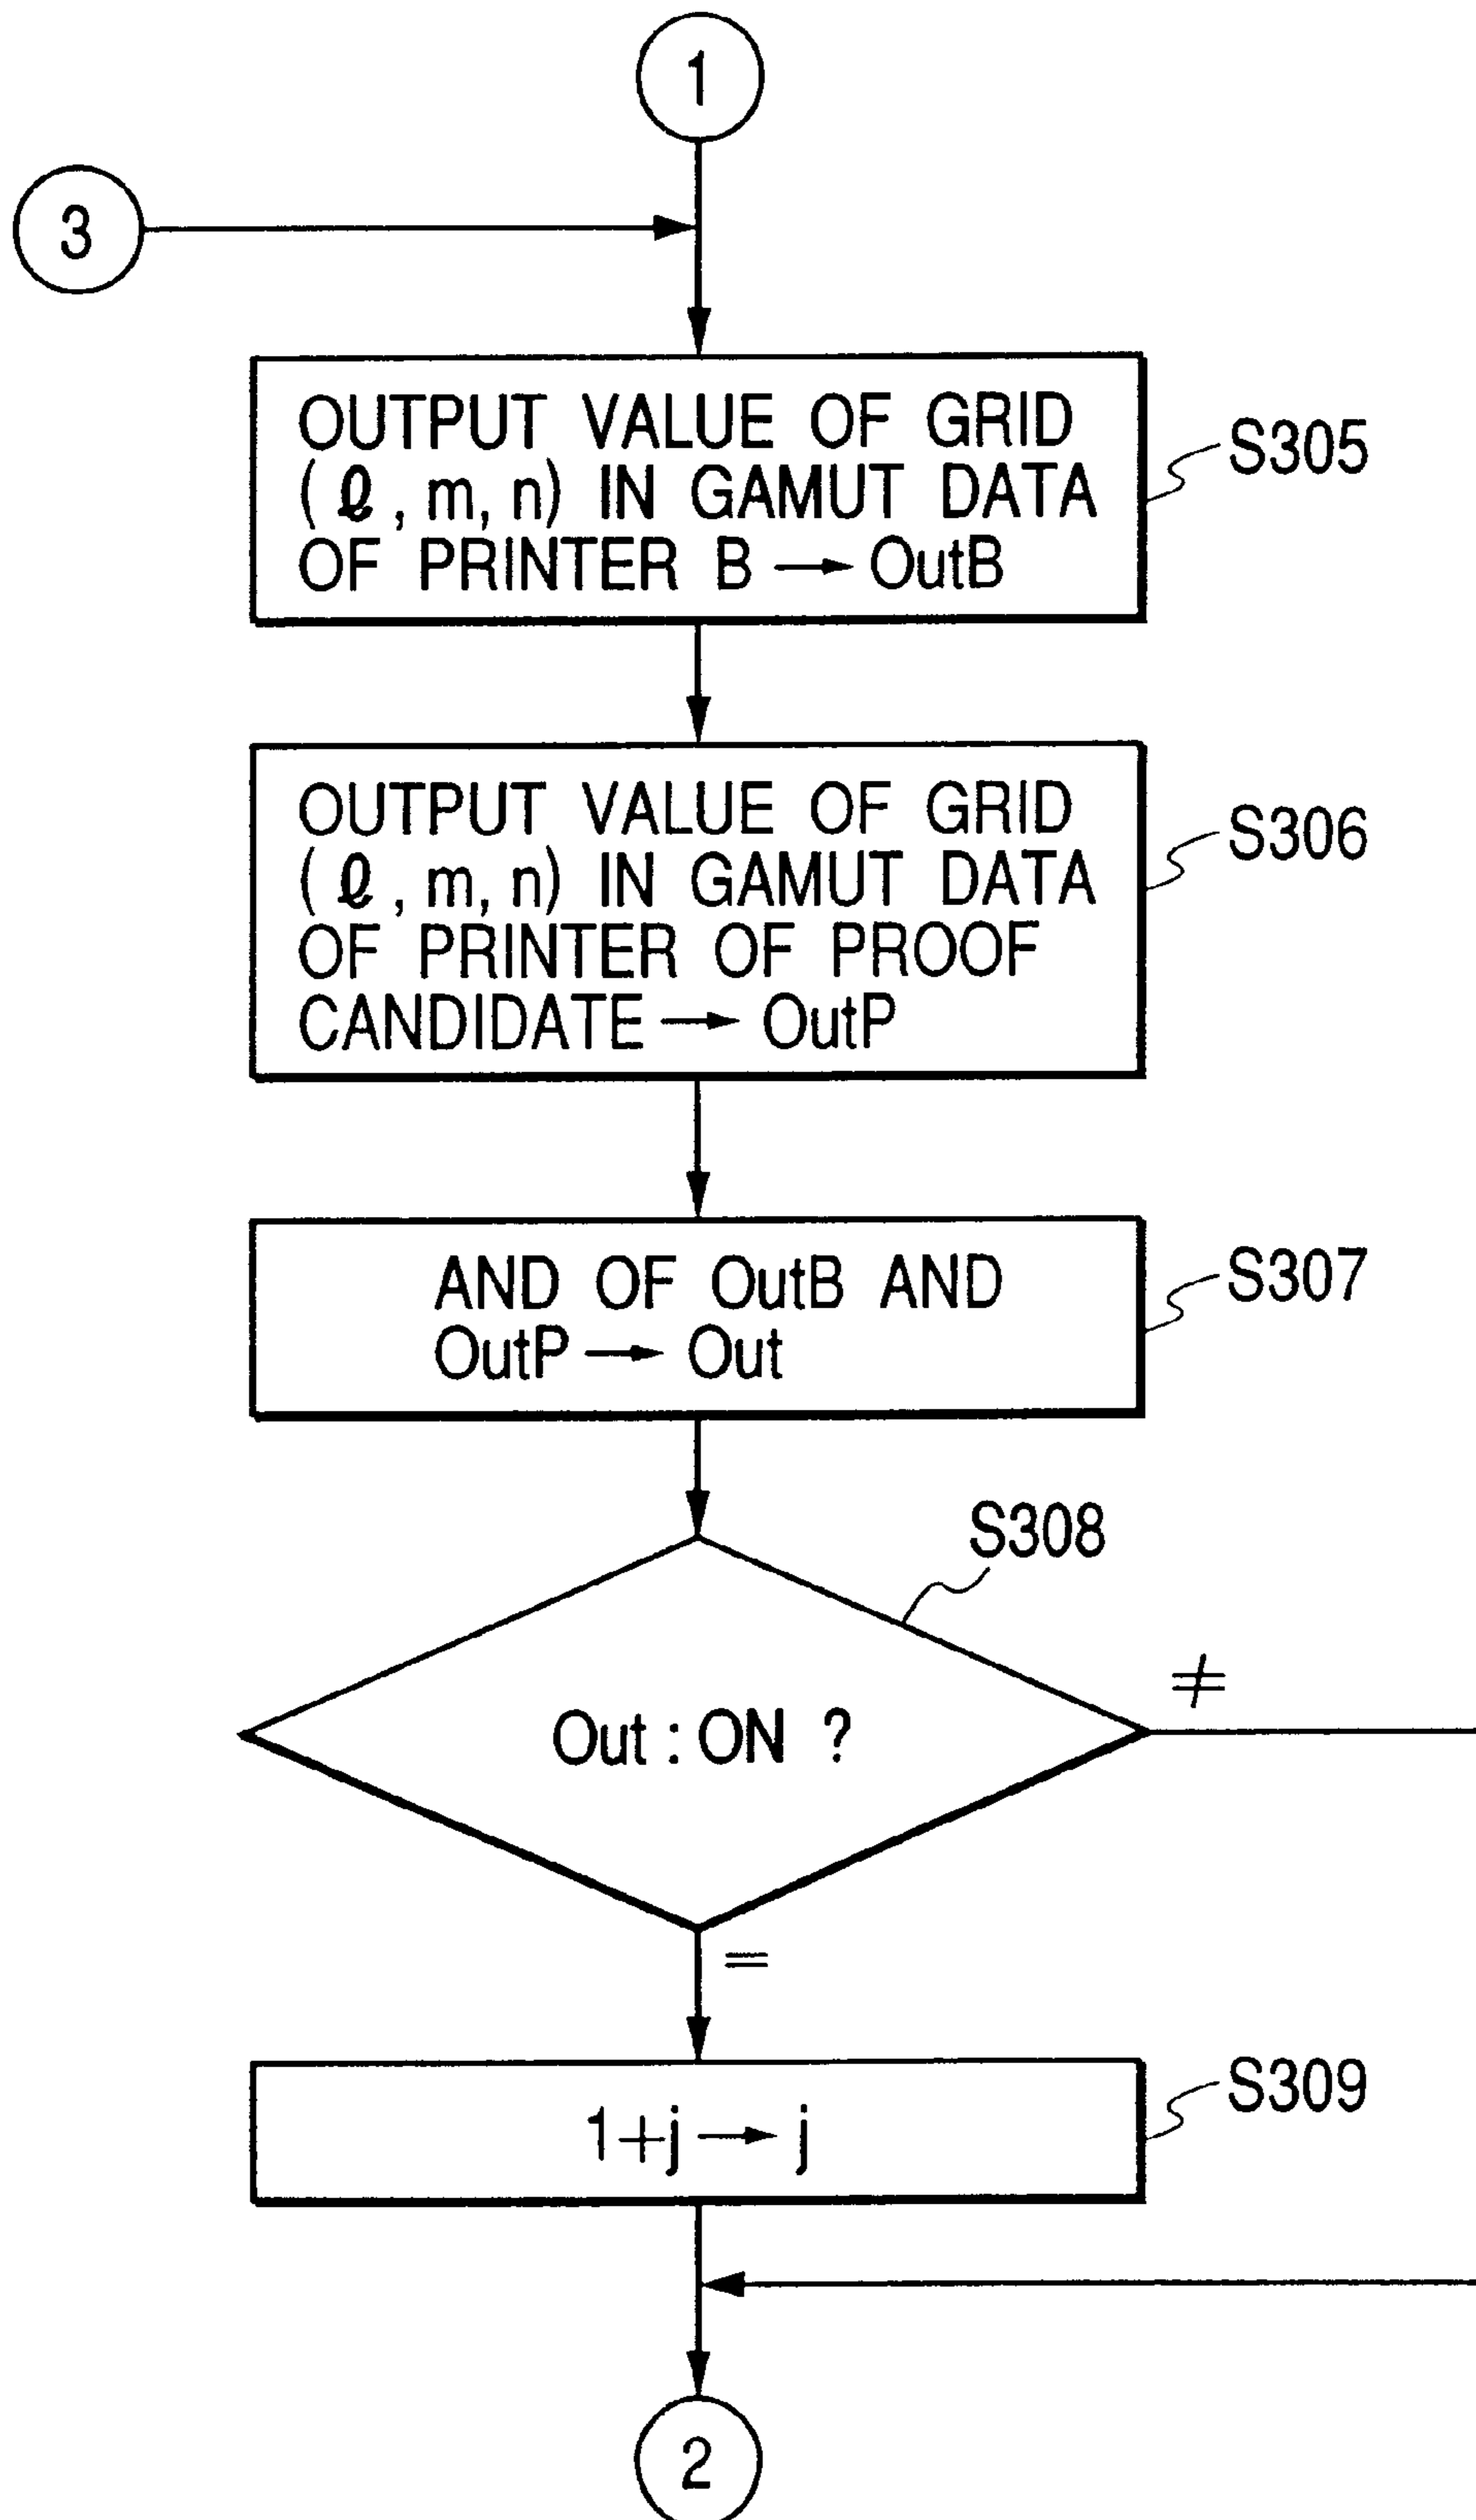 1
3
OUTPUT VALUE OF GRID
(ℓ, m, n) IN GAMUT DATA
OF PRINTER B → OutB
S305
OUTPUT VALUE OF GRID
(ℓ, m, n) IN GAMUT DATA
OF PRINTER OF PROOF
CANDIDATE → OutP
S306
AND OF OutB AND
OutP → Out
S307
S308
Out : ON ?
≠
=
1+j → j
S309
2